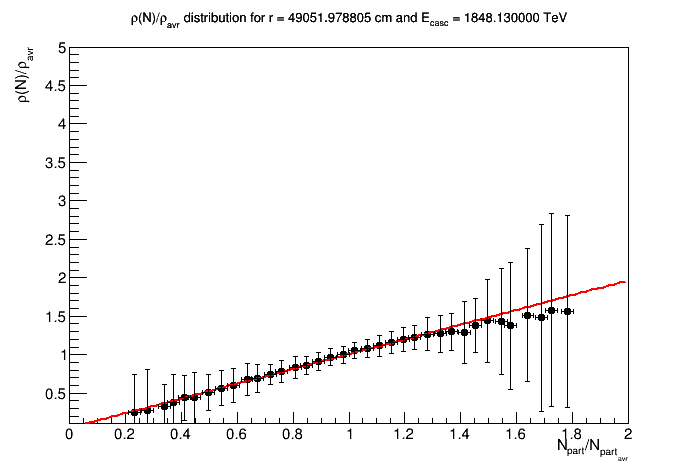 ρ(N)/ρavr distribution for r = 49051.978805 cm and Ecasc = 1848.130000 TeV
ρ(N)/ρavr
5
4.5
4
3.5
3
2.5
2
1.5
1
0.5
0 0.2 0.4 0.6 0.8 1 1.2 1.4 1.6 1.8 2
Npart/Npartavr